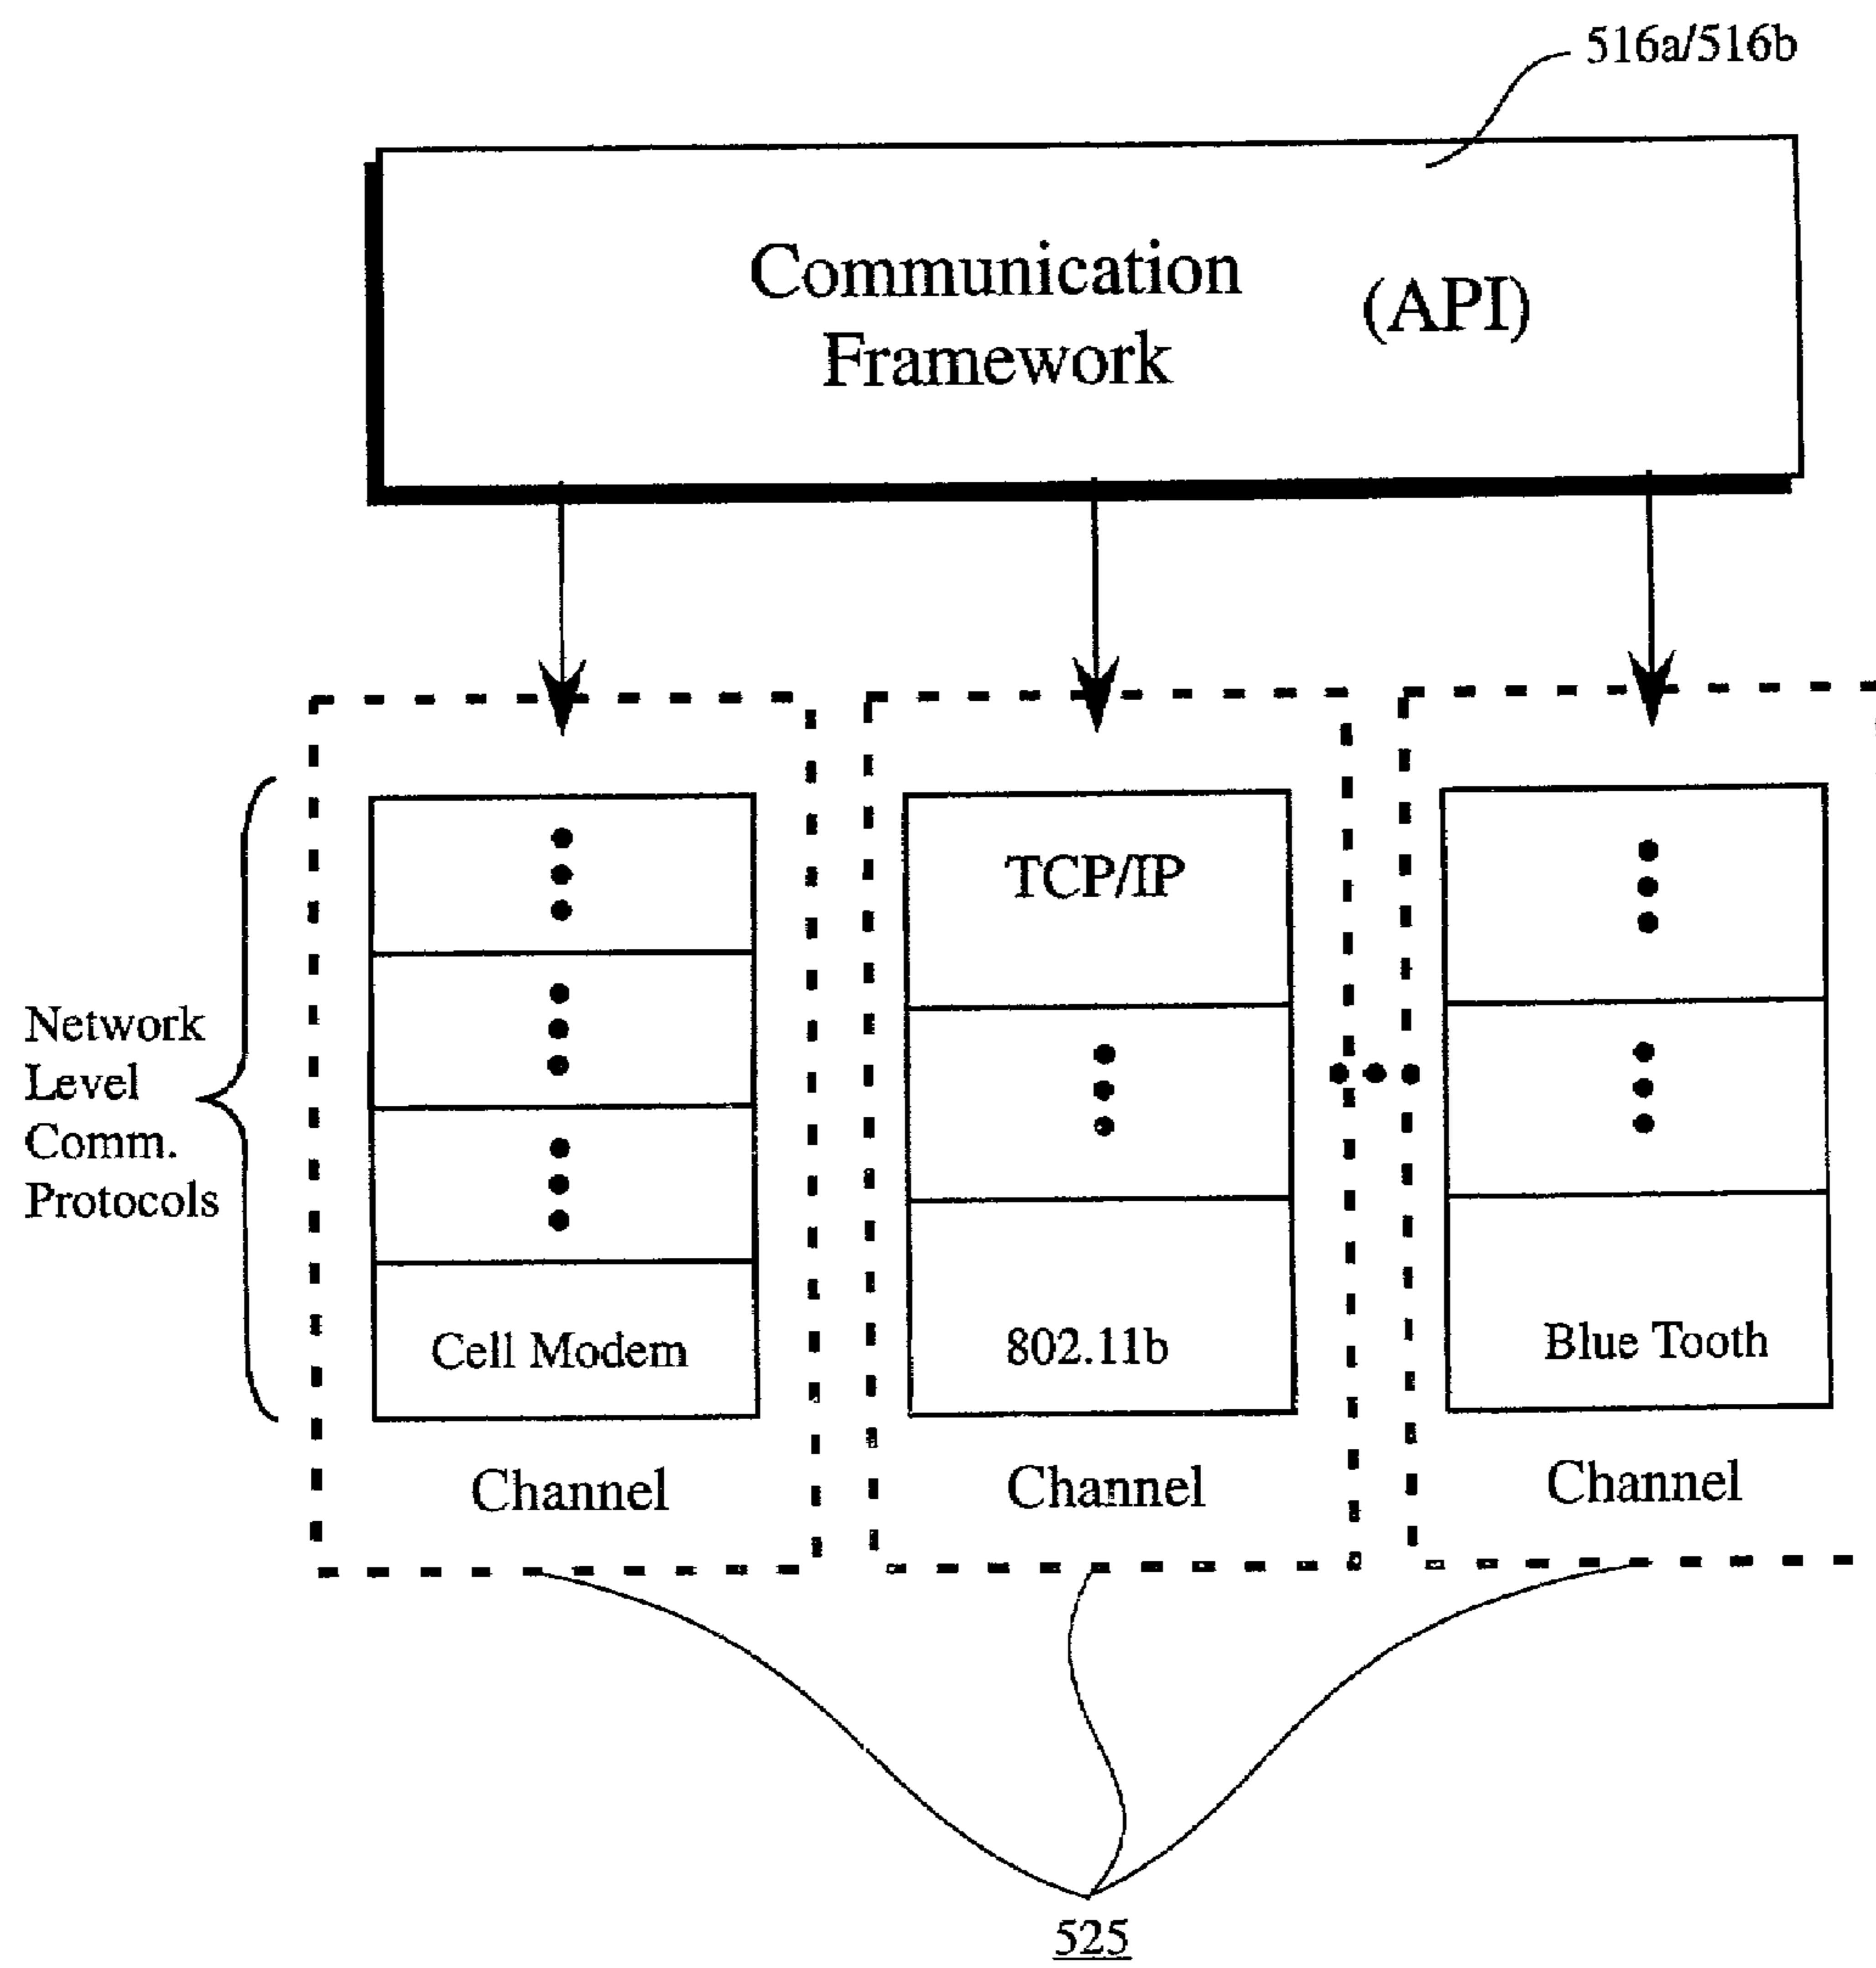 516a/516b
Communication
Framework
(API)
Network
Level
Comm.
Protocols
TCP/IP
Cell Modem
802.11b
Blue Tooth
Channel
Channel
Channel
525